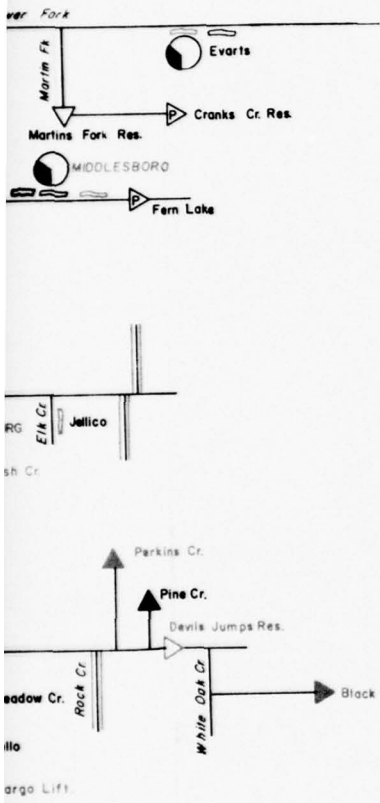 ver Fork
Evarts
Martin Fk
P Cranks Cr. Res.
Martins Fork Res.
MIDDLESBORO
P
Fern Lake
Elk Cr.
Jellico
RG
sh Cr.
Perkins Cr.
Pine Cr.
Devils Jumps Res.
Rock Cr.
White Oak Cr.
Black
eadow Cr.
llo
argo Lift.